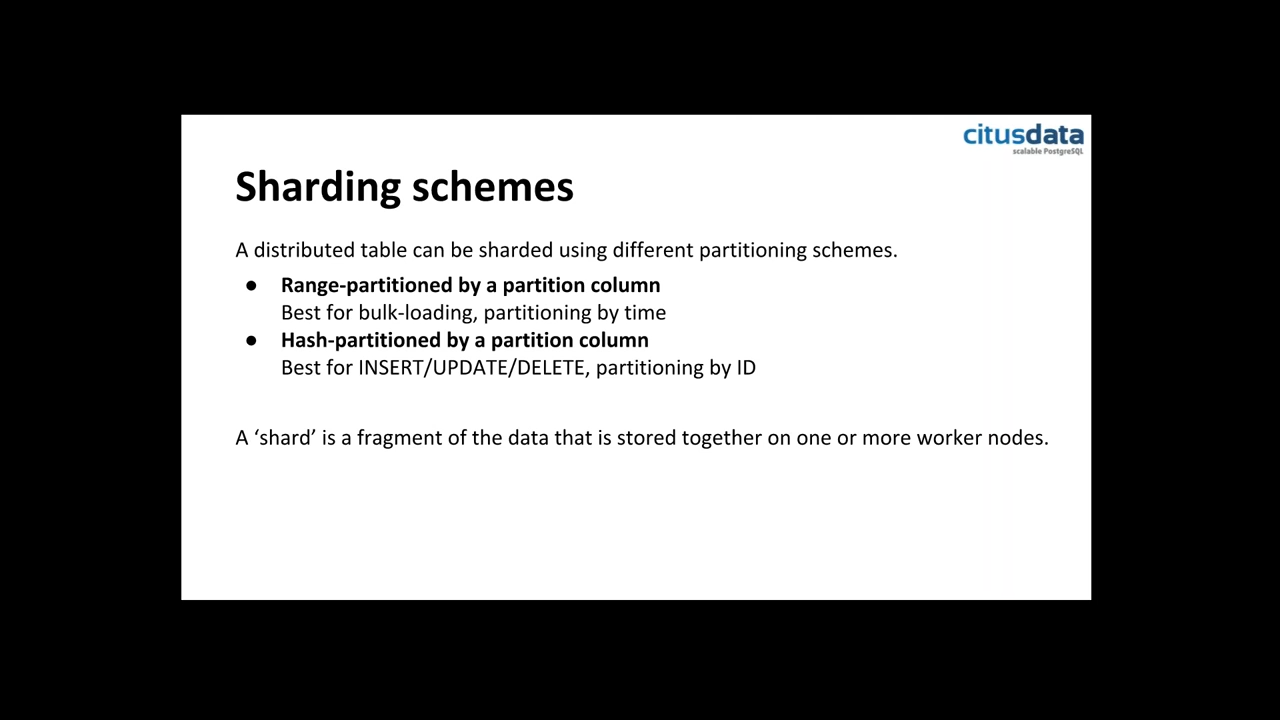 citusdata
scalable PostgreSQL
Sharding schemes
A distributed table can be sharded using different partitioning schemes.
● Range-partitioned by a partition column
Best for bulk-loading, partitioning by time
● Hash-partitioned by a partition column
Best for INSERT/UPDATE/DELETE, partitioning by ID
A ‘shard’ is a fragment of the data that is stored together on one or more worker nodes.